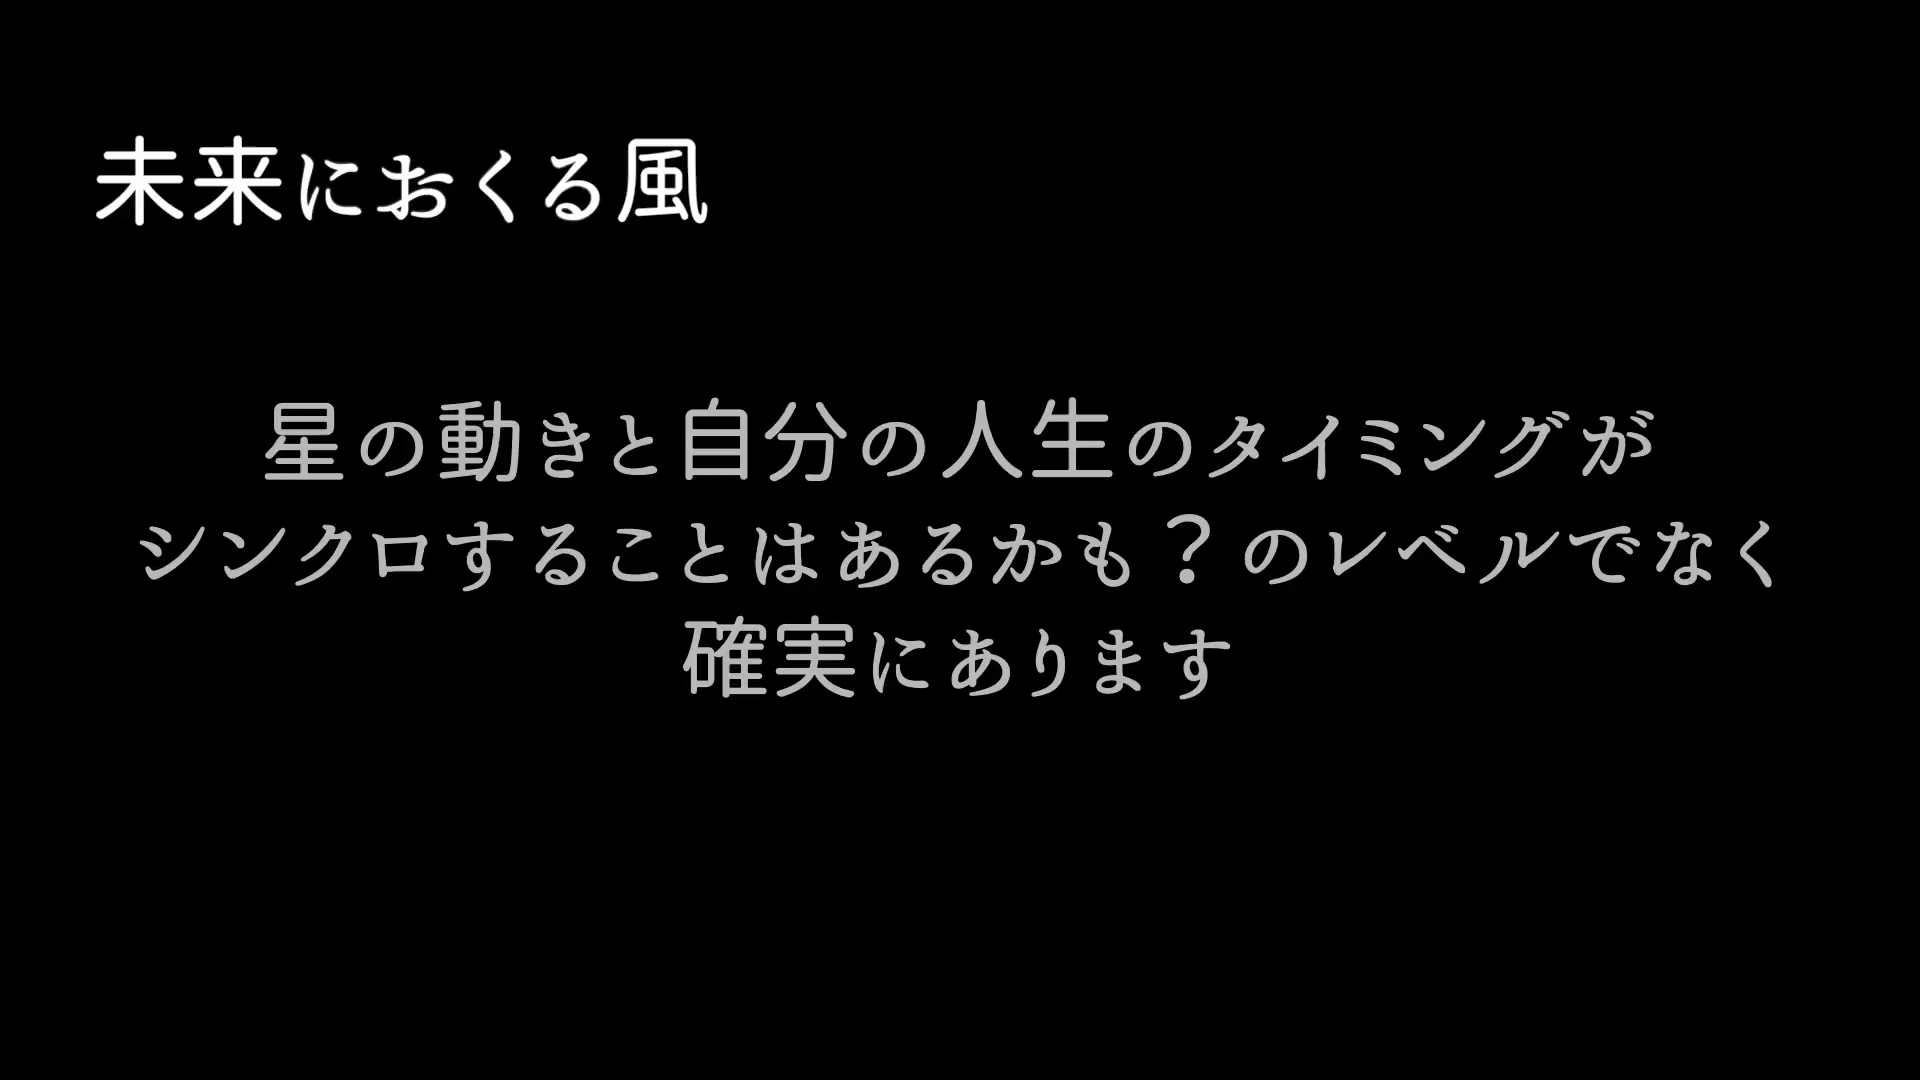 未来におくる風
星の動きと自分の人生のタイミングが
シンクロすることはあるかも？のレベルでなく
確実にあります